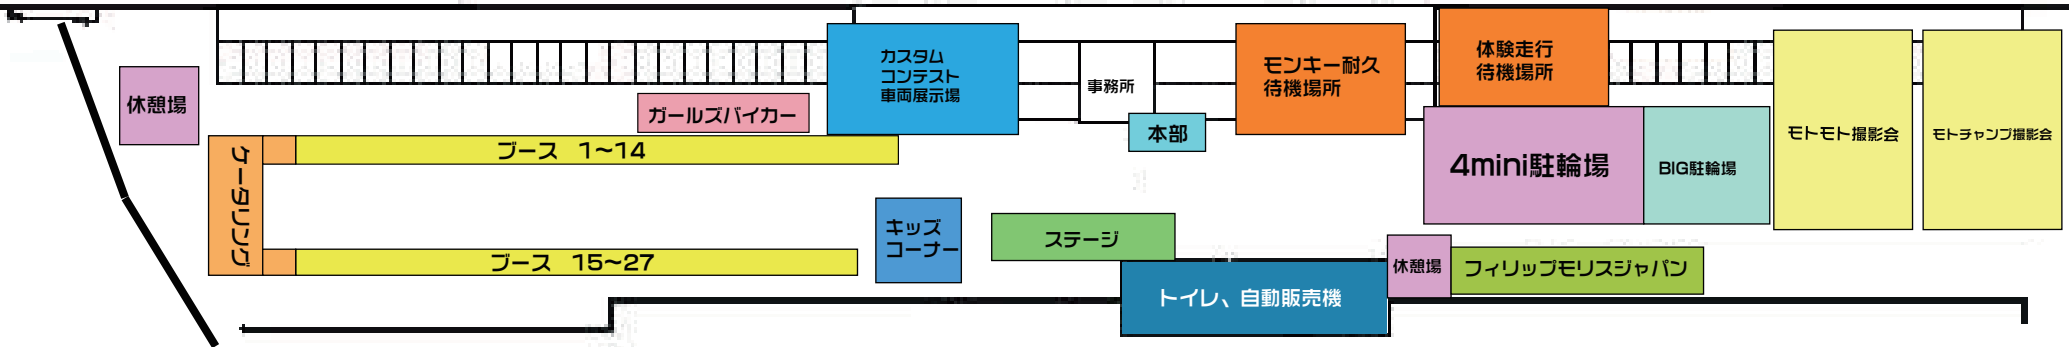 休憩場
ケータリング
ガールズバイカー
ブース 1〜14
ブース 15〜27
カスタム
コンテスト
車両展示場
キッズ
コーナー
事務所
本部
ステージ
トイレ、自動販売機
モンキー耐久
待機場所
体験走行
待機場所
4mini駐輪場
BIG駐輪場
休憩場
フィリップモリスジャパン
モトモト撮影会
モトチャンプ撮影会